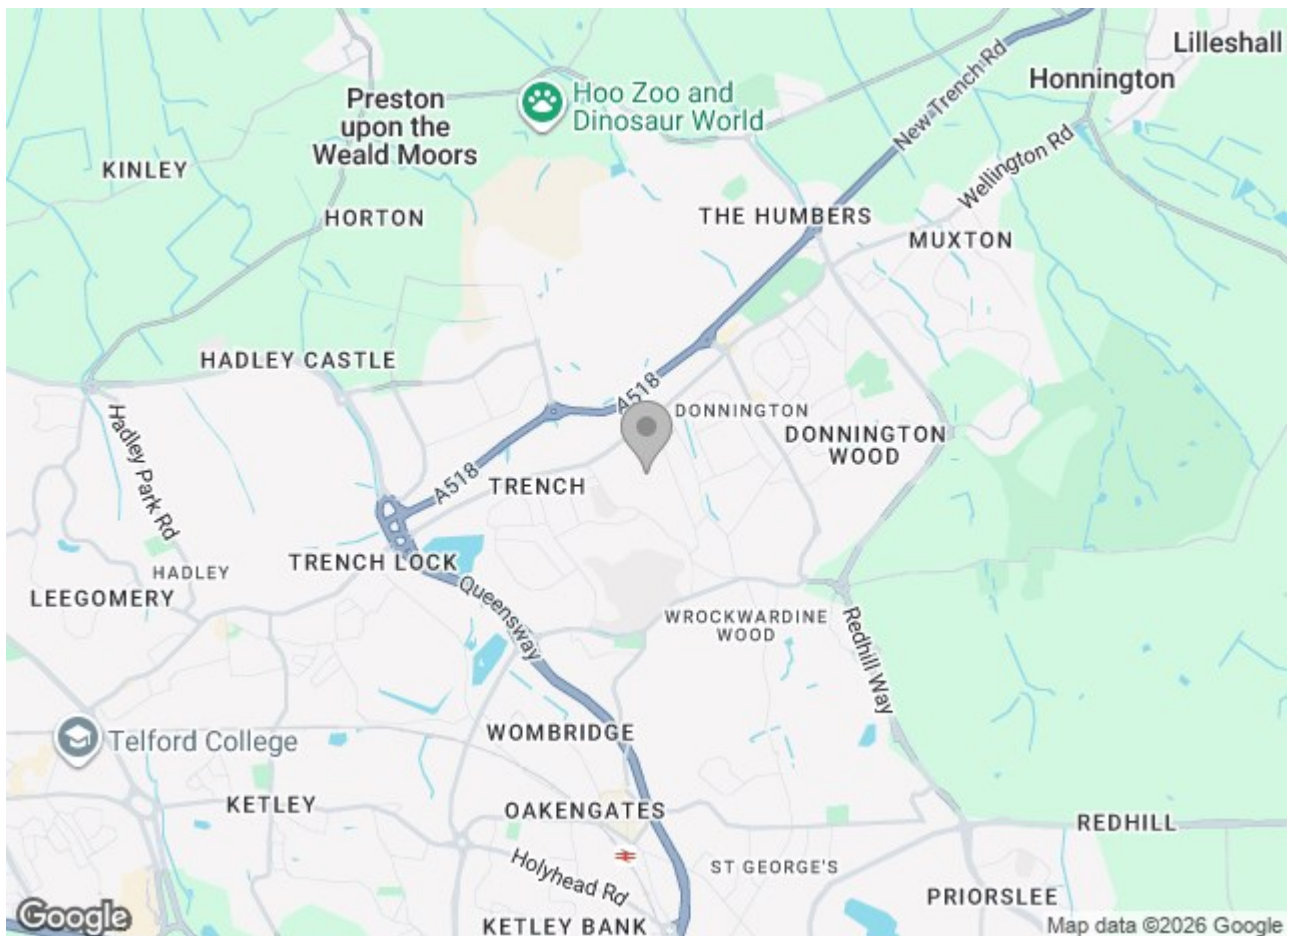 Lilleshall
Honnington
New Trench Rd
Preston
upon the
Weald Moors
Hoo Zoo and
Dinosaur World
Wellington Rd
KINLEY
HORTON
THE HUMBERS
MUXTON
HADLEY CASTLE
A518
DONNINGTON
DONNINGTON
WOOD
Hadley Park Rd
A518
TRENCH
TRENCH LOCK
HADLEY
LEEGOMERY
Queensway
WROCKWARDINE
WOOD
Redhill Way
WOMBRIDGE
Telford College
KETLEY
OAKENGATES
REDHILL
Holyhead Rd
ST GEORGE'S
PRIORSLEE
KETLEY BANK
Google
Map data ©2026 Google